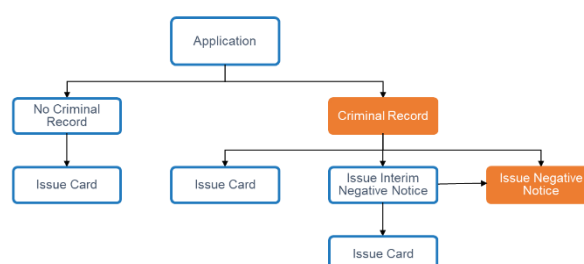 Application
No Criminal
Record
Criminal Record
Issue Card
Issue Card
Issue Interim
Negative Notice
Issue Negative
Notice
Issue Card